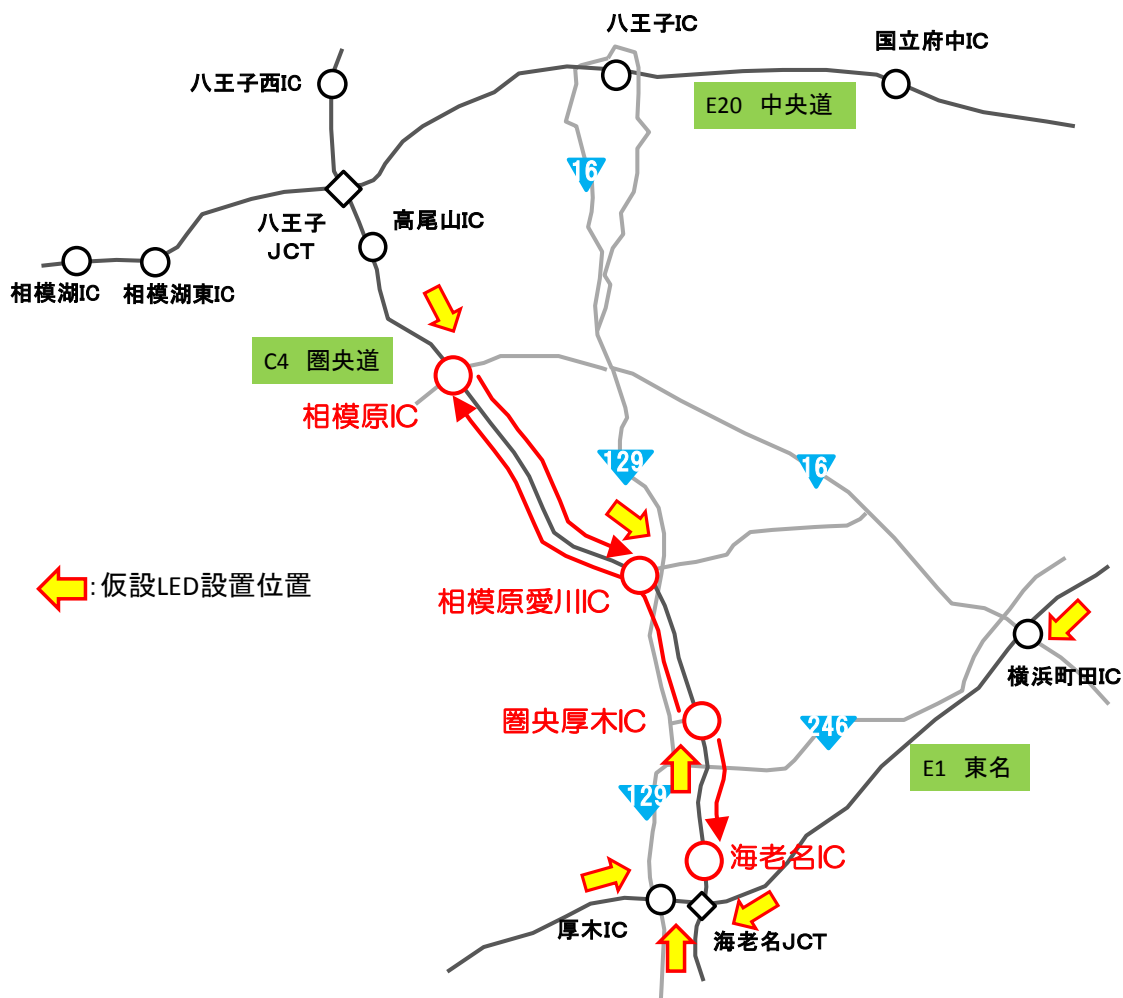 八王子IC
国立府中IC
八王子西IC
E20 中央道
16
八王子
JCT
高尾山IC
相模湖IC
相模湖東IC
C4 圏央道
相模原IC
129
16
:仮設LED設置位置
相模原愛川IC
横浜町田IC
圏央厚木IC
246
E1 東名
129
海老名IC
厚木IC
海老名JCT